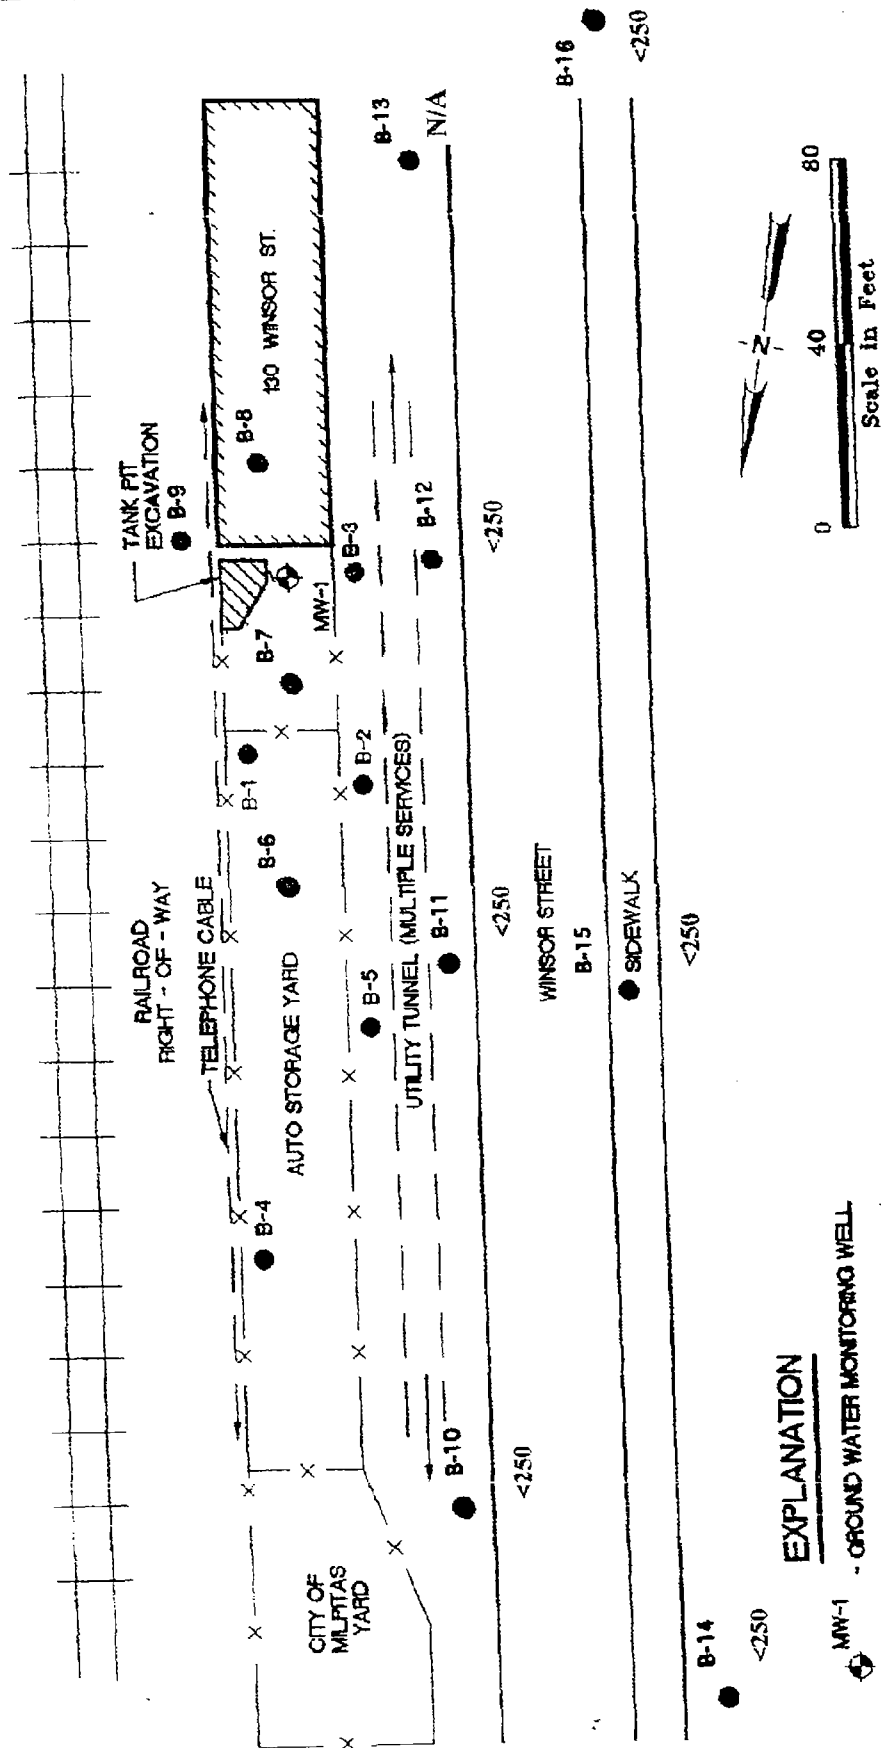 RAILROAD
RIGHT - OF - WAY
TELEPHONE CABLE
TANK PIT
EXCAVATION
B-9
130 WINSOR ST.
B-8
B-13
N/A
B-16
<250
B-7
MW-1
B-3
B-12
<250
B-1
B-2
B-6
AUTO STORAGE YARD
B-5
UTILITY TUNNEL (MULTIPLE SERVICES)
B-11
<250
WINSOR STREET
B-15
SIDEWALK
<250
B-4
B-10
<250
CITY OF
MILPITAS
YARD
B-14
<250
N
0 40 80
Scale in Feet
EXPLANATION
MW-1 - GROUND WATER MONITORING WELL